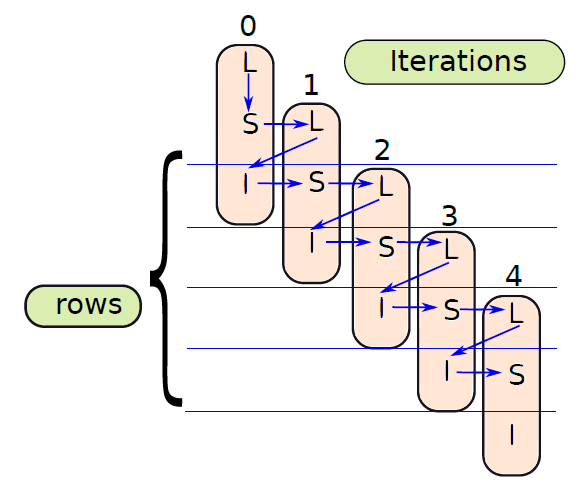 0
L
Iterations
1
S L
2
I S L
3
I S L
4
rows
I S L
I S
I